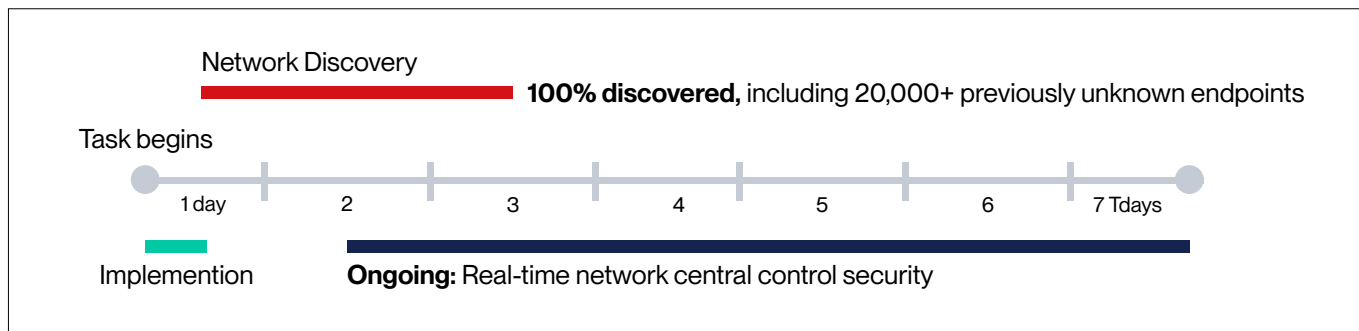 Network Discovery
100% discovered, including 20,000+ previously unknown endpoints
Task begins
1 day 2 3 4 5 6 7 Tdays
Implemention
Ongoing: Real-time network central control security